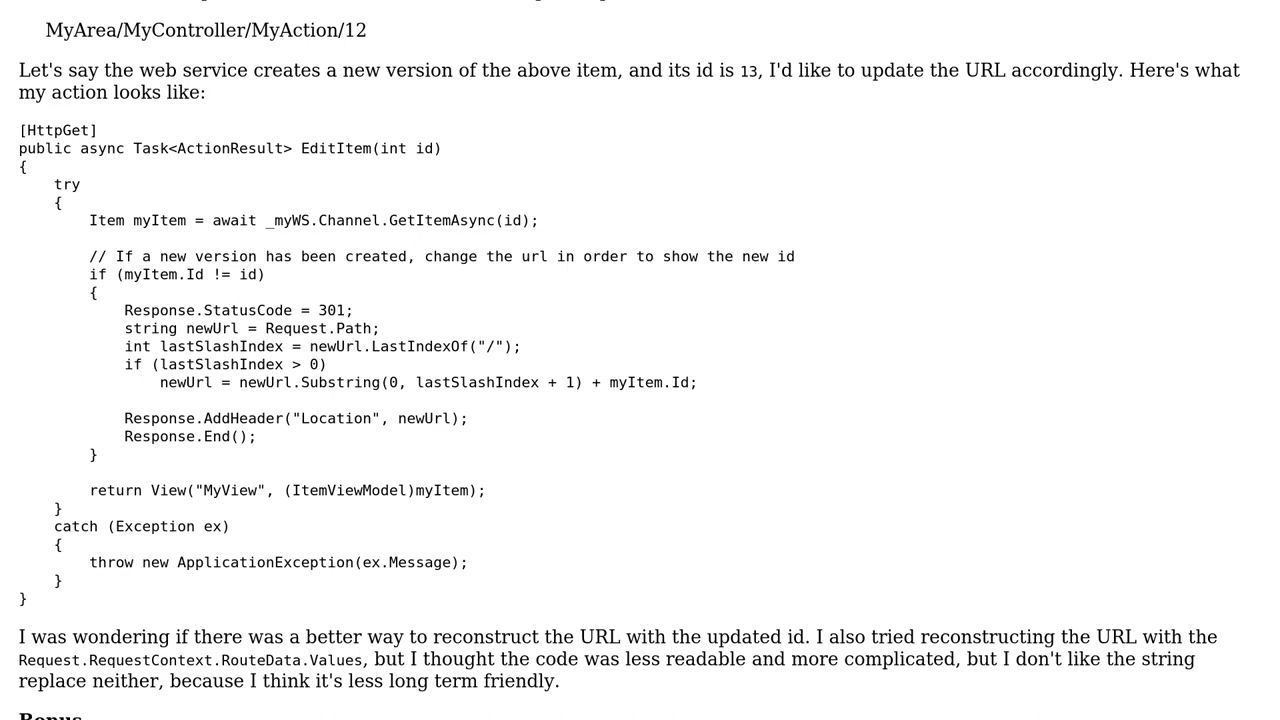 MyArea/MyController/MyAction/12
Let's say the web service creates a new version of the above item, and its id is 13, I'd like to update the URL accordingly. Here's what
my action looks like:
[HttpGet]
public async Task<ActionResult> EditItem(int id)
{
    try
    {
        Item myItem = await _myWS.Channel.GetItemAsync(id);

        // If a new version has been created, change the url in order to show the new id
        if (myItem.Id != id)
        {
            Response.StatusCode = 301;
            string newUrl = Request.Path;
            int lastSlashIndex = newUrl.LastIndexOf("/");
            if (lastSlashIndex > 0)
                newUrl = newUrl.Substring(0, lastSlashIndex + 1) + myItem.Id;

            Response.AddHeader("Location", newUrl);
            Response.End();
        }

        return View("MyView", (ItemViewModel)myItem);
    }
    catch (Exception ex)
    {
        throw new ApplicationException(ex.Message);
    }
}
I was wondering if there was a better way to reconstruct the URL with the updated id. I also tried reconstructing the URL with the
Request.RequestContext.RouteData.Values, but I thought the code was less readable and more complicated, but I don't like the string
replace neither, because I think it's less long term friendly.
Bonus